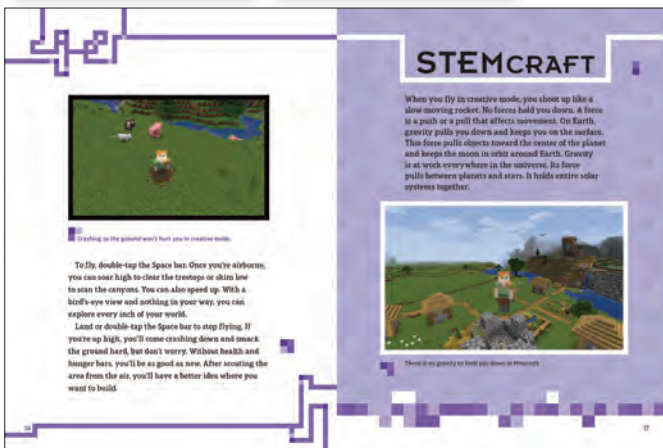 Crashing to the ground won't hurt you in creative mode.
To fly, double-tap the Space bar. Once you're airborne,
you can soar high to clear the treetops or skim low
to scan the canyons. You can also speed up. With a
bird's-eye view and nothing in your way, you can
explore every inch of your world.
Land or double-tap the Space bar to stop flying. If
you're up high, you'll come crashing down and smack
the ground hard, but don't worry. Without health and
hunger bars, you'll be as good as new. After scouting the
area from the air, you'll have a better idea where you
want to build.
16
STEMCRAFT
When you fly in creative mode, you shoot up like a
slow-moving rocket. No forces hold you down. A force
is a push or a pull that affects movement. On Earth,
gravity pulls you down and keeps you on the surface.
This force pulls objects toward the center of the planet
and keeps the moon in orbit around Earth. Gravity
is at work everywhere in the universe. Its force
pulls between planets and stars. It holds entire solar
systems together.
There is no gravity to hold you down in Minecraft.
17